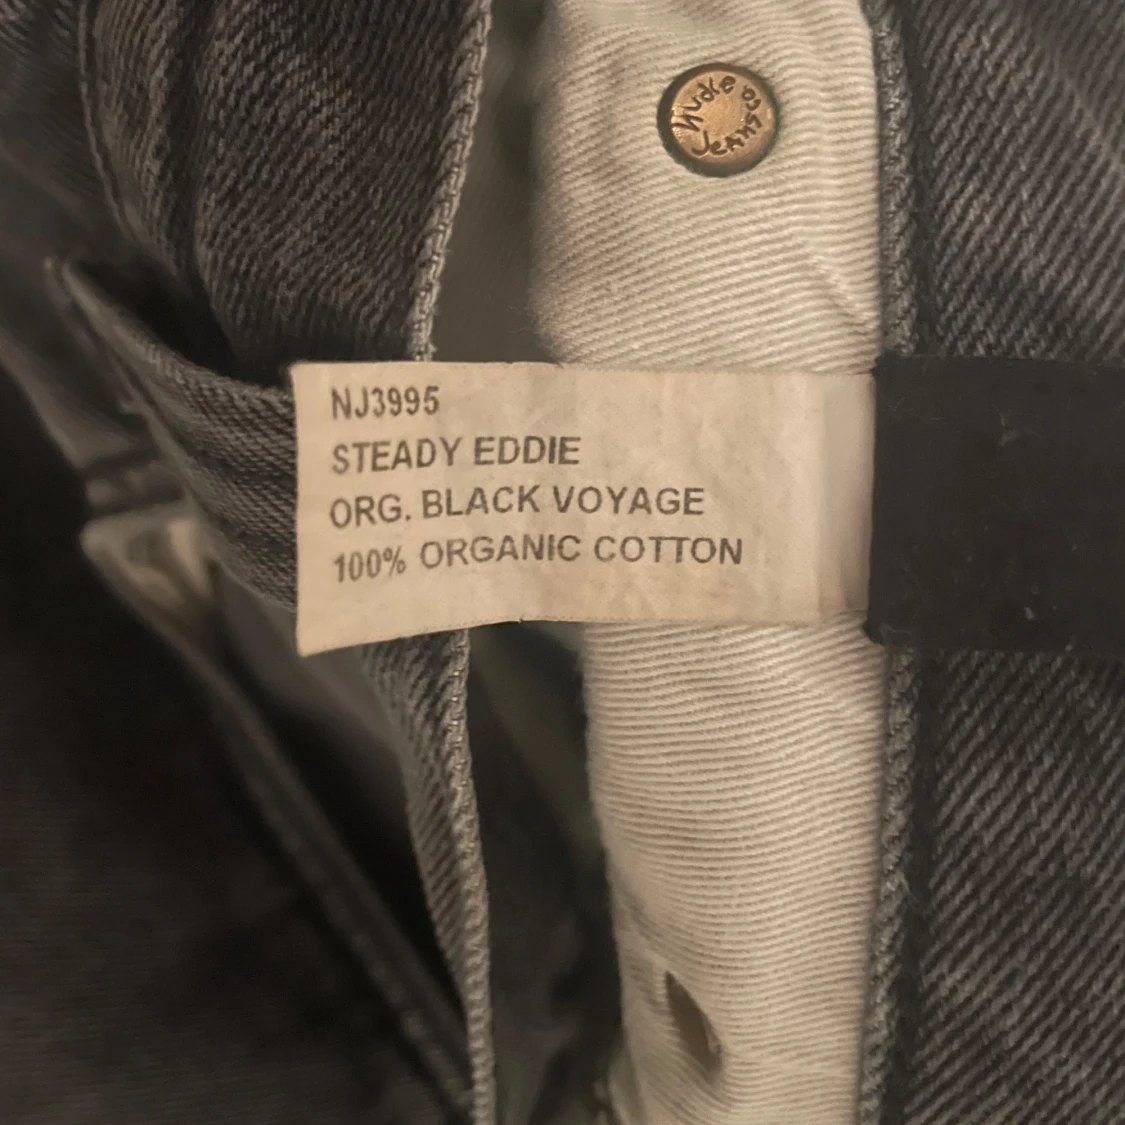 Nudie
Jeans co
NJ3995
STEADY EDDIE
ORG. BLACK VOYAGE
100% ORGANIC COTTON